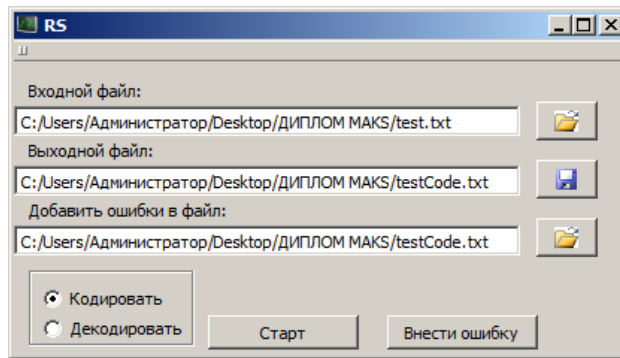 RS
Входной файл:
C:/Users/Администратор/Desktop/ДИПЛОМ MAKS/test.txt
Выходной файл:
C:/Users/Администратор/Desktop/ДИПЛОМ MAKS/testCode.txt
Добавить ошибки в файл:
C:/Users/Администратор/Desktop/ДИПЛОМ MAKS/testCode.txt
Кодировать
Декодировать
Старт
Внести ошибку